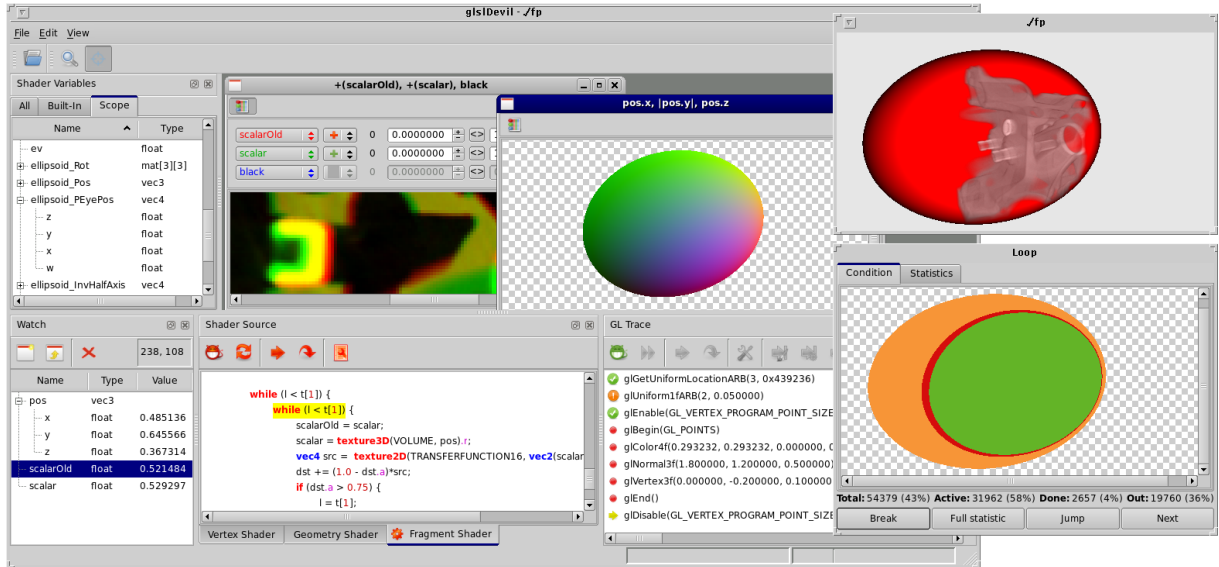 glslDevil - ./fp
File Edit View
Shader Variables
All Built-In Scope
Name Type
ev float
ellipsoid_Rot mat[3][3]
ellipsoid_Pos vec3
ellipsoid_PEyePos vec4
z float
y float
x float
w float
ellipsoid_InvHalfAxis vec4
+(scalarOld), +(scalar), black
scalarOld 0 0.0000000 <>
scalar 0 0.0000000 <>
black 0 0.0000000 <>
pos.x, |pos.y|, pos.z
./fp
Loop
Condition Statistics
Total: 54379 (43%) Active: 31962 (58%) Done: 2657 (4%) Out: 19760 (36%)
Break Full statistic Jump Next
Watch
238, 108
Name Type Value
pos vec3
x float 0.485136
y float 0.645566
z float 0.367314
scalarOld float 0.521484
scalar float 0.529297
Shader Source
while (l < t[1]) {
while (l < t[1]) {
scalarOld = scalar;
scalar = texture3D(VOLUME, pos).r;
vec4 src = texture2D(TRANSFERFUNCTION16, vec2(scalar
dst += (1.0 - dst.a)*src;
if (dst.a > 0.75) {
l = t[1];
Vertex Shader Geometry Shader Fragment Shader
GL Trace
glGetUniformLocationARB(3, 0x439236)
glUniform1fARB(2, 0.050000)
glEnable(GL_VERTEX_PROGRAM_POINT_SIZE
glBegin(GL_POINTS)
glColor4f(0.293232, 0.293232, 0.000000, 0
glNormal3f(1.800000, 1.200000, 0.500000)
glVertex3f(0.000000, -0.200000, 0.100000
glEnd()
glDisable(GL_VERTEX_PROGRAM_POINT_SIZE